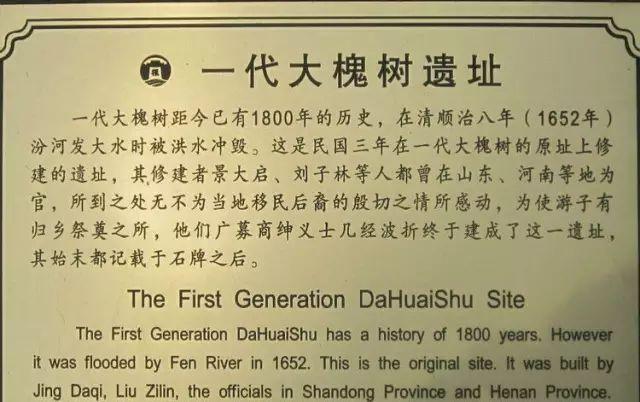 一代大槐树遗址
一代大槐树距今已有1800年的历史，在清顺治八年（1652年）
汾河发大水时被洪水冲毁。这是民国三年在一代大槐树的原址上修
建的遗址，其修建者景大启、刘子林等人都曾在山东、河南等地为
官，所到之处无不为当地移民后裔的殷切之情所感动，为使游子有
归乡祭奠之所，他们广募商绅义士几经波折终于建成了这一遗址，
其始末都记载于石牌之后。
The First Generation DaHuaiShu Site
The First Generation DaHuaiShu has a history of 1800 years. However
it was flooded by Fen River in 1652. This is the original site. It was built by
Jing Daqi, Liu Zilin, the officials in Shandong Province and Henan Province.